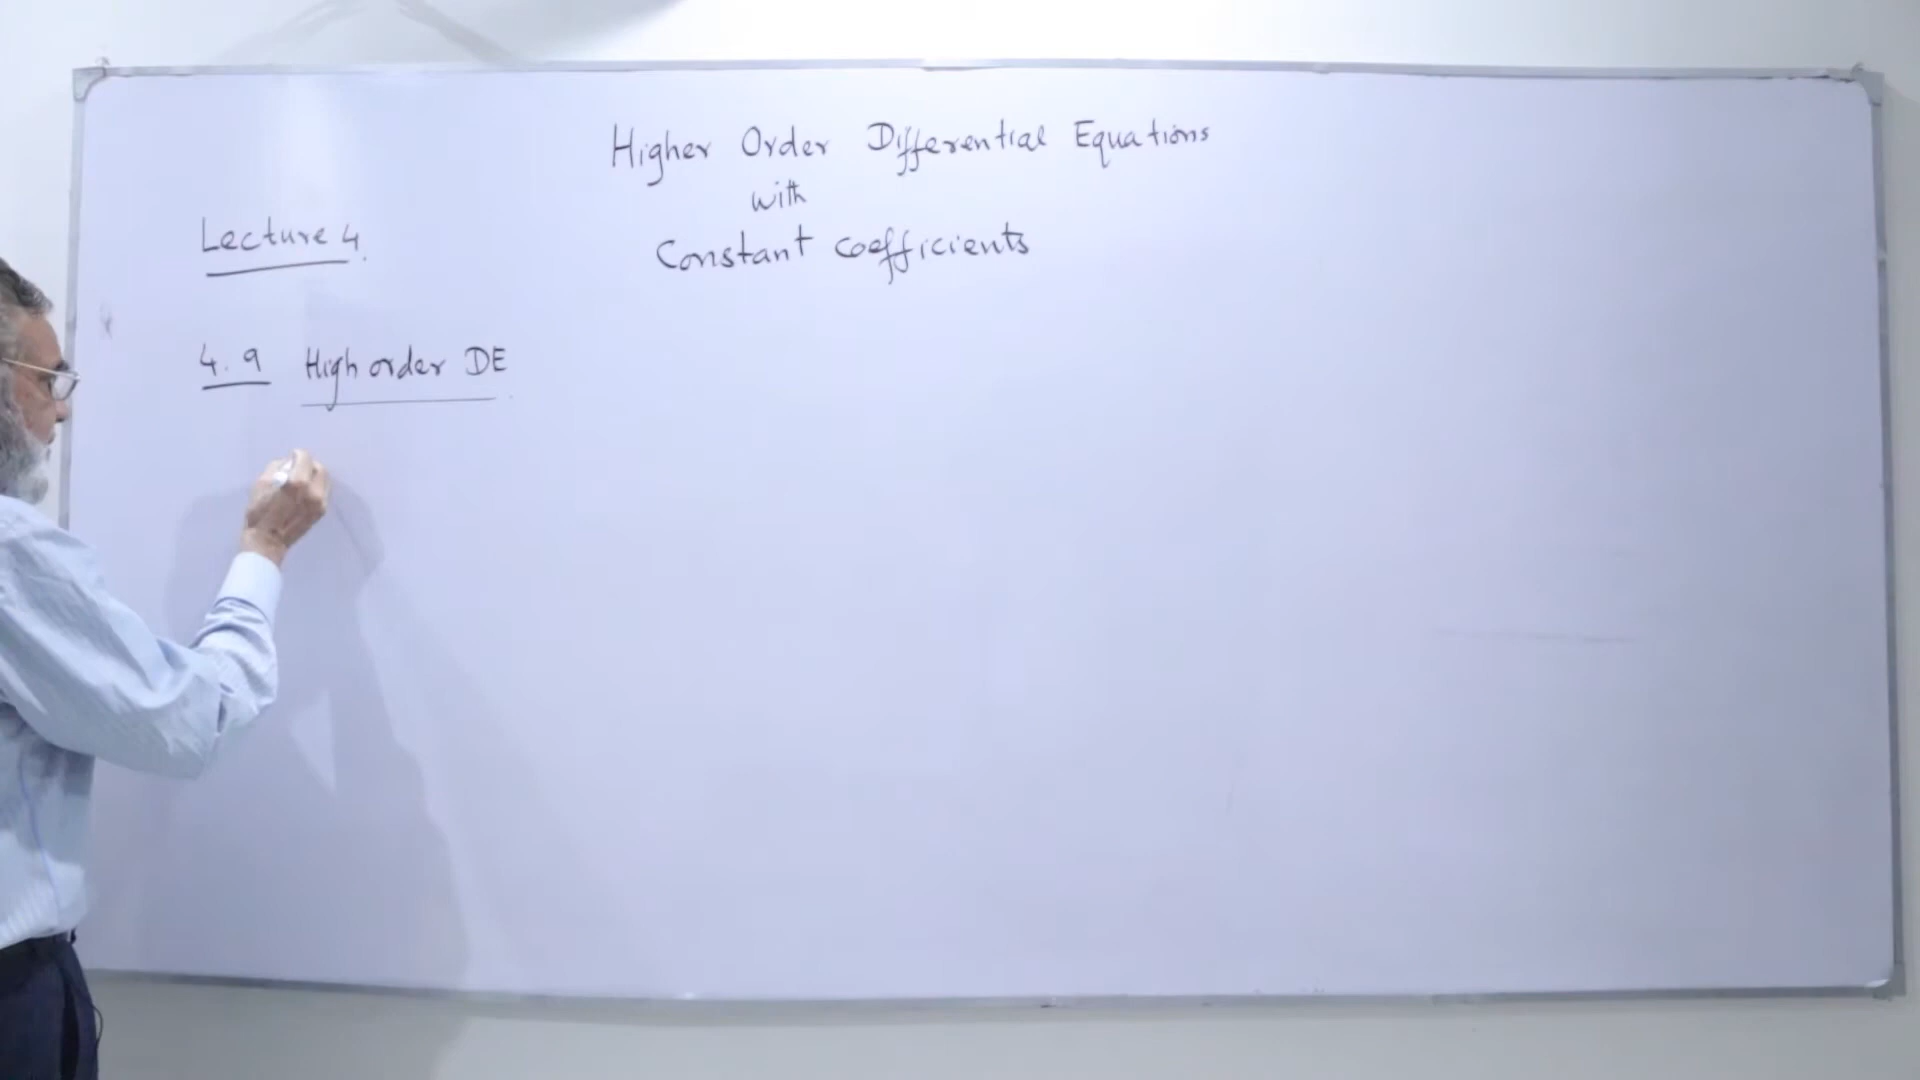 Higher Order Differential Equations
with
Constant coefficients
Lecture 4.
4.9 High order DE